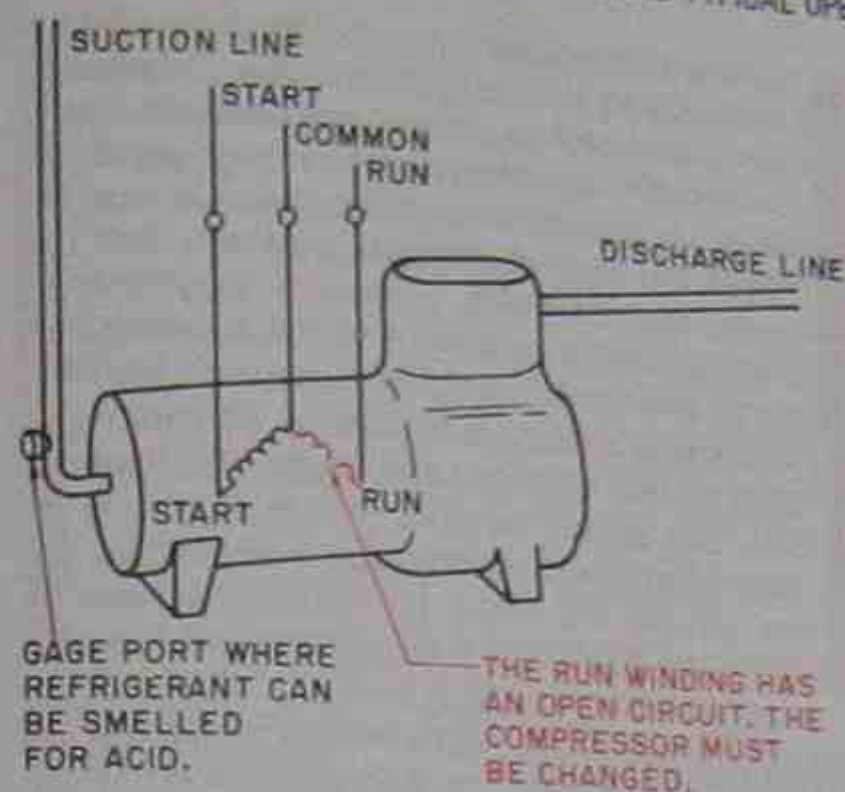 SUCTION LINE
START
COMMON
RUN
DISCHARGE LINE
START
RUN
GAGE PORT WHERE
REFRIGERANT CAN
BE SMELLED
FOR ACID.
THE RUN WINDING HAS
AN OPEN CIRCUIT. THE
COMPRESSOR MUST
BE CHANGED.